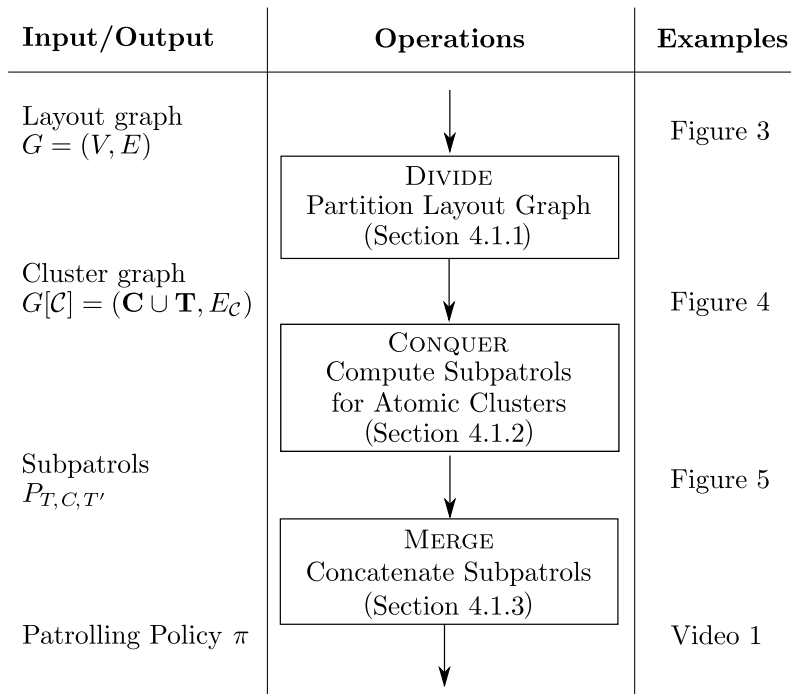 Input/Output Operations Examples
Layout graph
G = (V, E)
Figure 3
DIVIDE
Partition Layout Graph
(Section 4.1.1)
Cluster graph
G[𝒞] = (𝐂 ∪ 𝐓, E_𝒞)
Figure 4
CONQUER
Compute Subpatrols
for Atomic Clusters
(Section 4.1.2)
Subpatrols
P_{T,C,T′}
Figure 5
MERGE
Concatenate Subpatrols
(Section 4.1.3)
Patrolling Policy π
Video 1